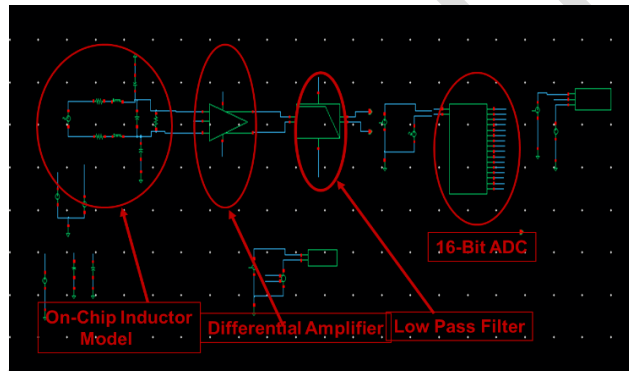 16-Bit ADC
On-Chip Inductor
Model
Differential Amplifier
Low Pass Filter